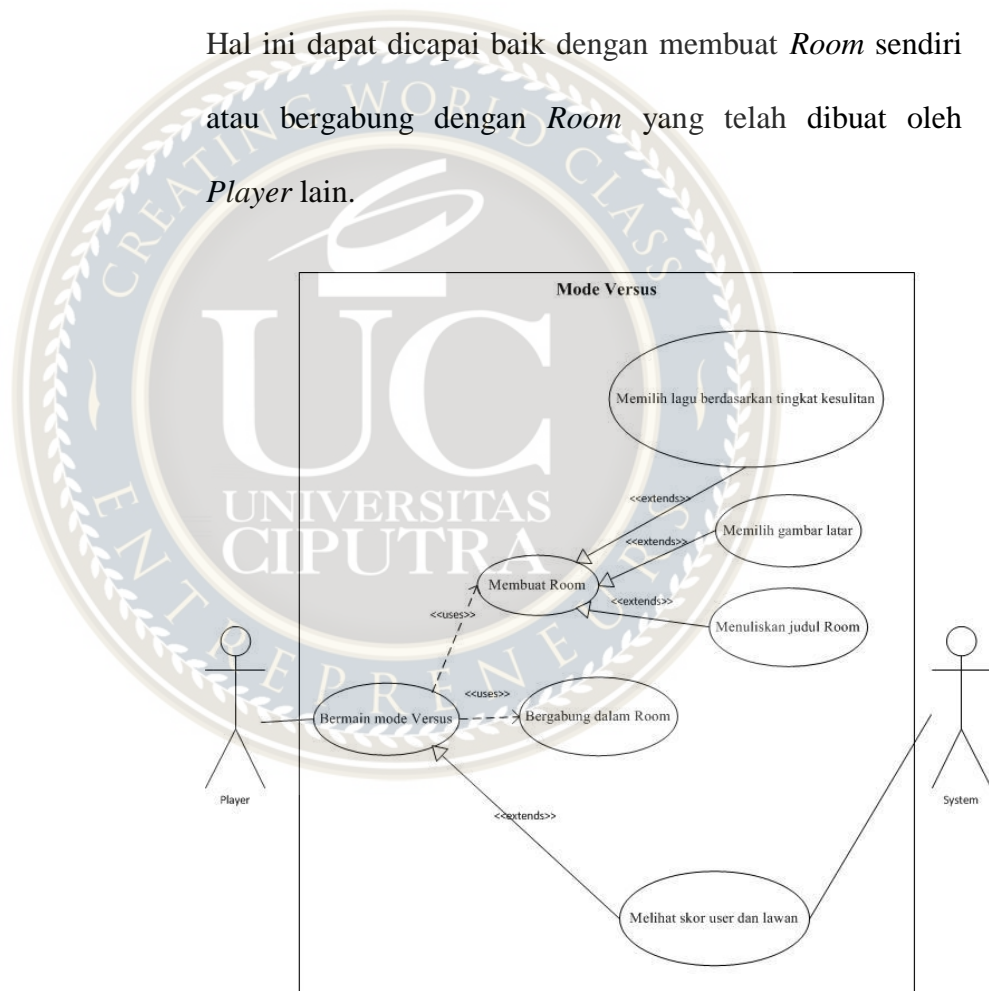 Hal ini dapat dicapai baik dengan membuat Room sendiri
atau bergabung dengan Room yang telah dibuat oleh
Player lain.
CREATING WORLD CLASS
UC
UNIVERSITAS
CIPUTRA
ENTREPRENEURS
Mode Versus
Memilih lagu berdasarkan tingkat kesulitan
<<extends>>
Memilih gambar latar
<<extends>>
Membuat Room
<<extends>>
Menuliskan judul Room
<<uses>>
<<uses>>
Bermain mode Versus
Bergabung dalam Room
Player
System
<<extends>>
Melihat skor user dan lawan